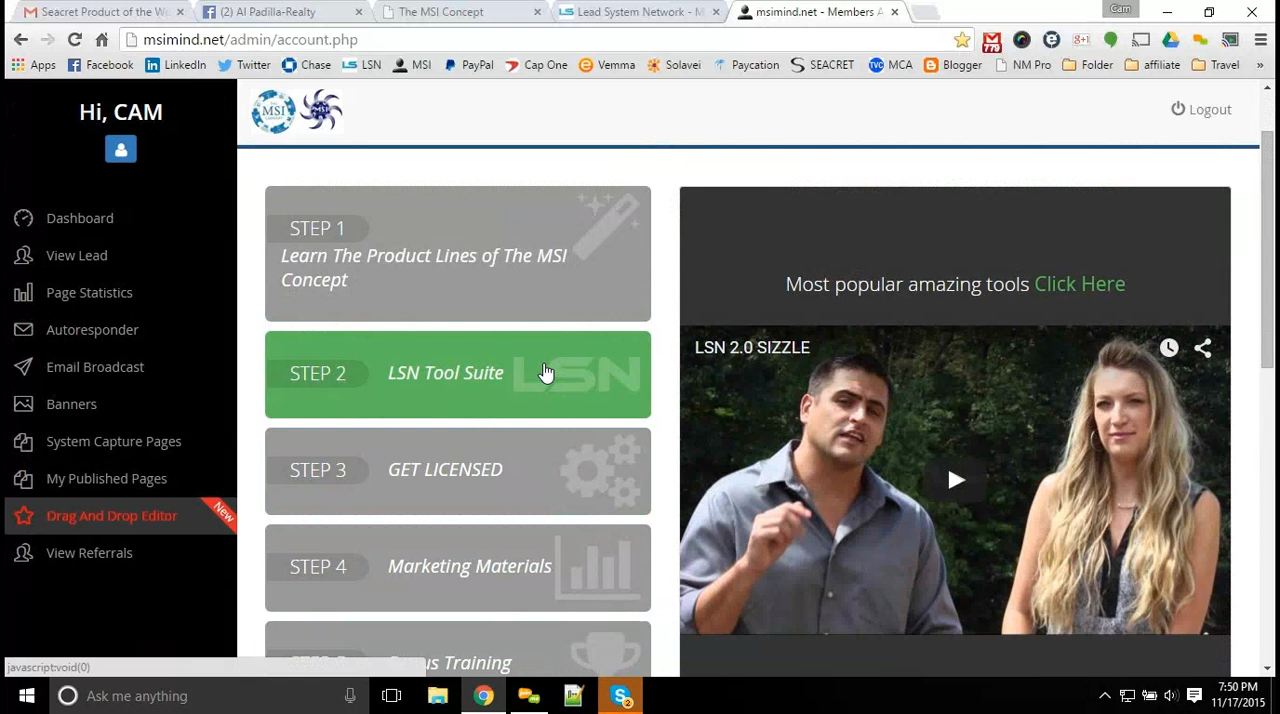 Seacret Product of the W
(2) Al Padilla-Realty
The MSI Concept
Lead System Network - M
msimind.net - Members A
Cam
msimind.net/admin/account.php
Apps
Facebook
LinkedIn
Twitter
Chase
LSN
MSI
PayPal
Cap One
Vemma
Solavei
Paycation
SEACRET
MCA
Blogger
NM Pro
Folder
affiliate
Travel
»
Hi, CAM
MSI
Logout
Dashboard
View Lead
Page Statistics
Autoresponder
Email Broadcast
Banners
System Capture Pages
My Published Pages
Drag And Drop Editor
New
View Referrals
STEP 1
Learn The Product Lines of The MSI
Concept
STEP 2
LSN Tool Suite
LSN
STEP 3
GET LICENSED
STEP 4
Marketing Materials
Training
Most popular amazing tools Click Here
LSN 2.0 SIZZLE
javascript:void(0)
Ask me anything
7:50 PM
11/17/2015